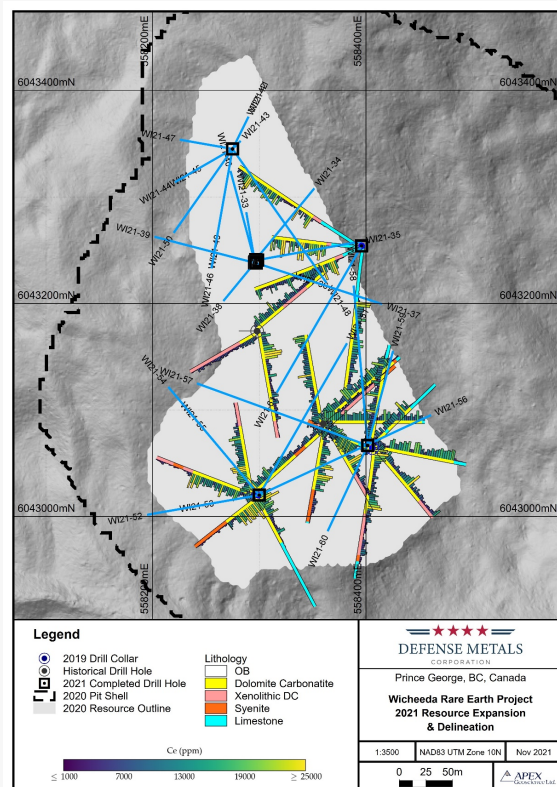 558200mE
558400mE
6043400mN
6043400mN
WI21-43
WI21-47
WI21-34
WI21-33
WI21-39
WI21-35
WI21-50
WI21-49
WI21-46
WI21-58
6043200mN
6043200mN
WI21-38
WI21-48
WI21-37
WI21-59
WI21-54
WI21-57
WI21-56
WI21-55
6043000mN
WI21-52
6043000mN
WI21-60
558200mE
558400mE
Legend
2019 Drill Collar
Historical Drill Hole
2021 Completed Drill Hole
2020 Pit Shell
2020 Resource Outline
Lithology
OB
Dolomite Carbonatite
Xenolithic DC
Syenite
Limestone
Ce (ppm)
≤ 1000 7000 13000 19000 ≥ 25000
DEFENSE METALS
CORPORATION
Prince George, BC, Canada
Wicheeda Rare Earth Project
2021 Resource Expansion
& Delineation
1:3500 NAD83 UTM Zone 10N Nov 2021
0 25 50m
APEX
Geoscience Ltd.